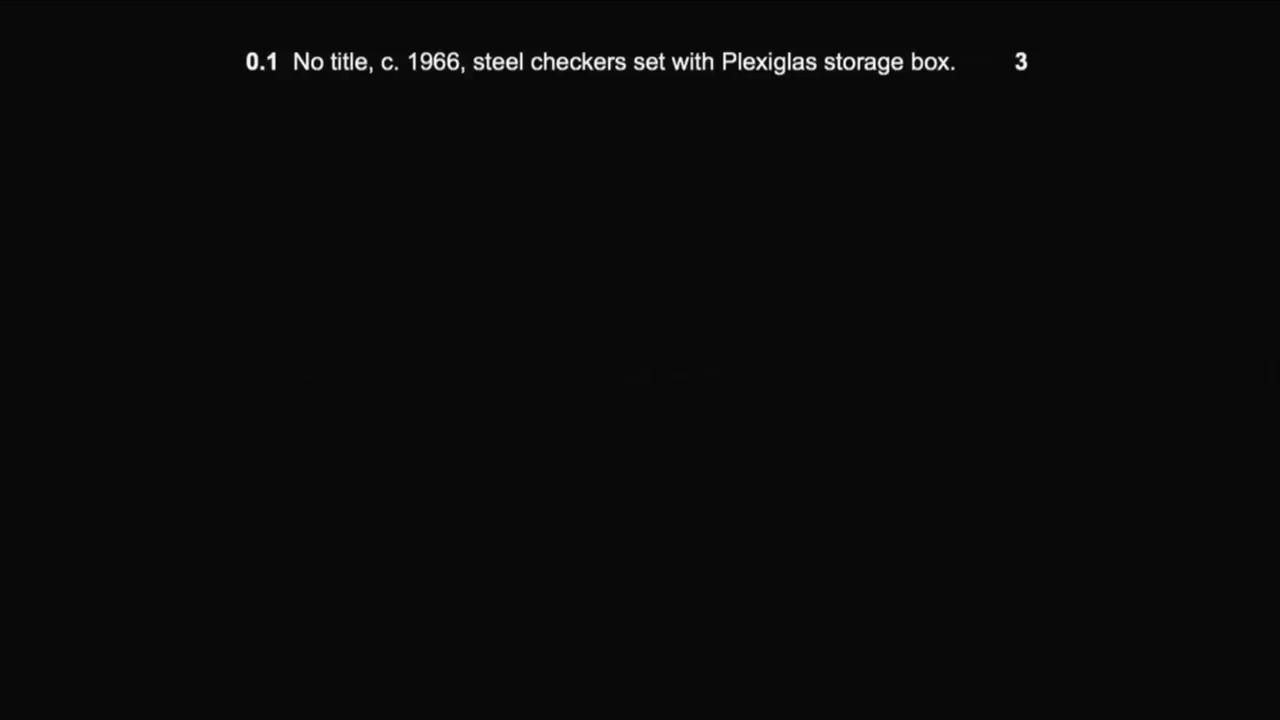 0.1 No title, c. 1966, steel checkers set with Plexiglas storage box. 3